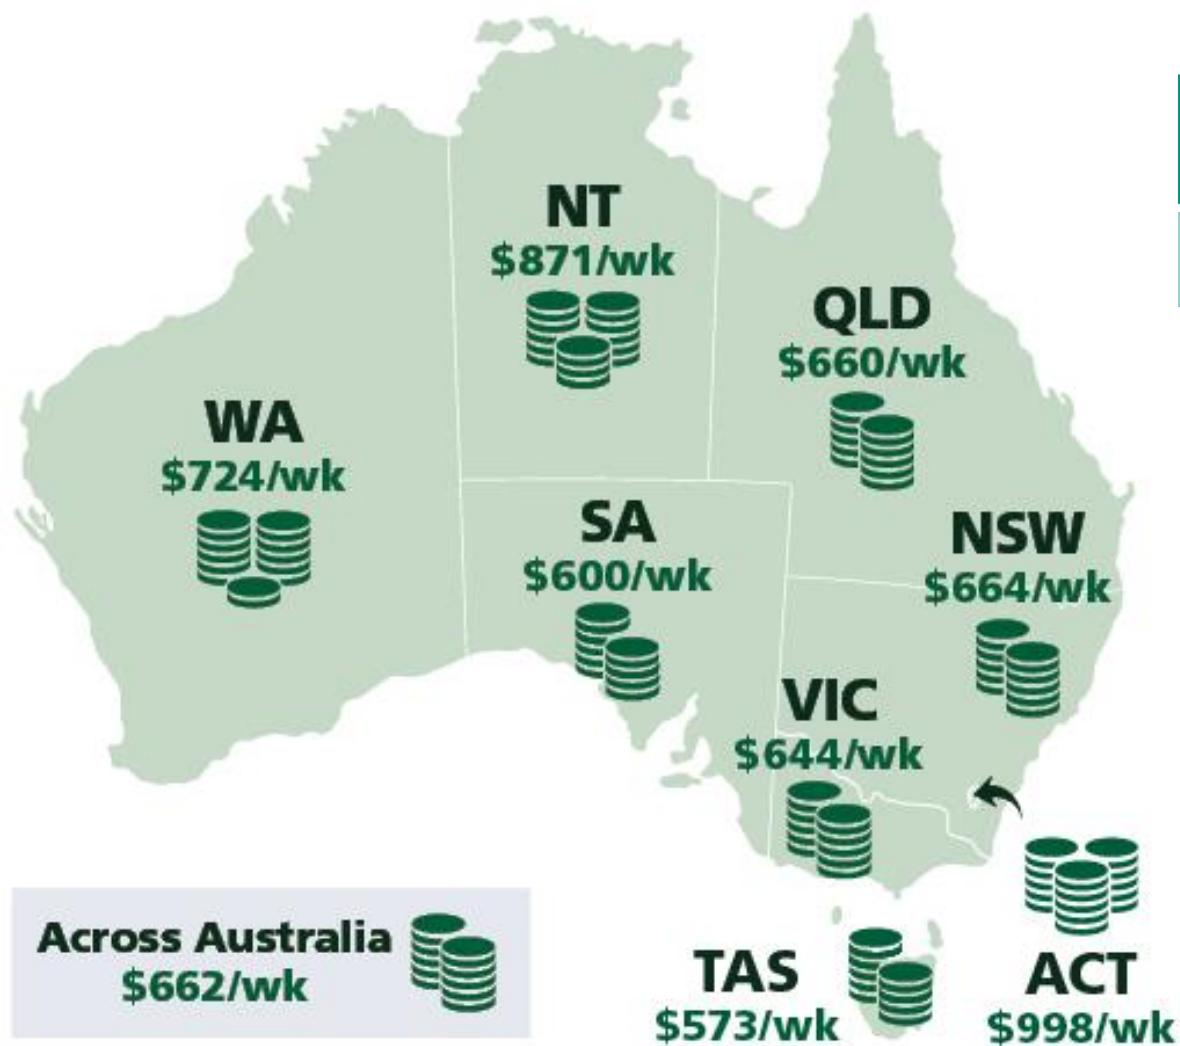 NT
$871/wk
QLD
$660/wk
WA
$724/wk
SA
$600/wk
NSW
$664/wk
VIC
$644/wk
Across Australia
$662/wk
TAS
$573/wk
ACT
$998/wk